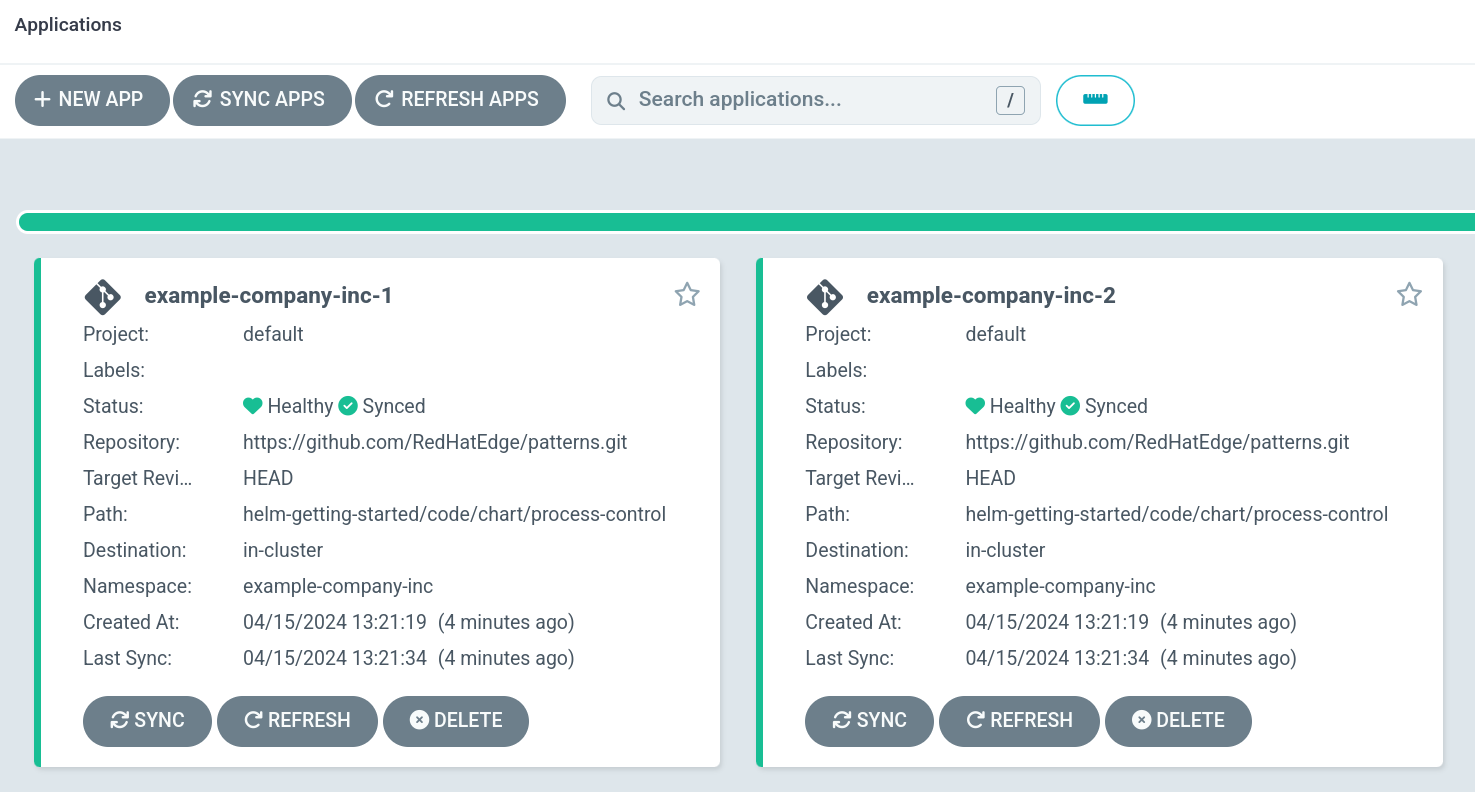 Applications
NEW APP SYNC APPS REFRESH APPS Search applications... /
example-company-inc-1
Project: default
Labels:
Status: Healthy Synced
Repository: https://github.com/RedHatEdge/patterns.git
Target Revi... HEAD
Path: helm-getting-started/code/chart/process-control
Destination: in-cluster
Namespace: example-company-inc
Created At: 04/15/2024 13:21:19 (4 minutes ago)
Last Sync: 04/15/2024 13:21:34 (4 minutes ago)
SYNC REFRESH DELETE
example-company-inc-2
Project: default
Labels:
Status: Healthy Synced
Repository: https://github.com/RedHatEdge/patterns.git
Target Revi... HEAD
Path: helm-getting-started/code/chart/process-control
Destination: in-cluster
Namespace: example-company-inc
Created At: 04/15/2024 13:21:19 (4 minutes ago)
Last Sync: 04/15/2024 13:21:34 (4 minutes ago)
SYNC REFRESH DELETE